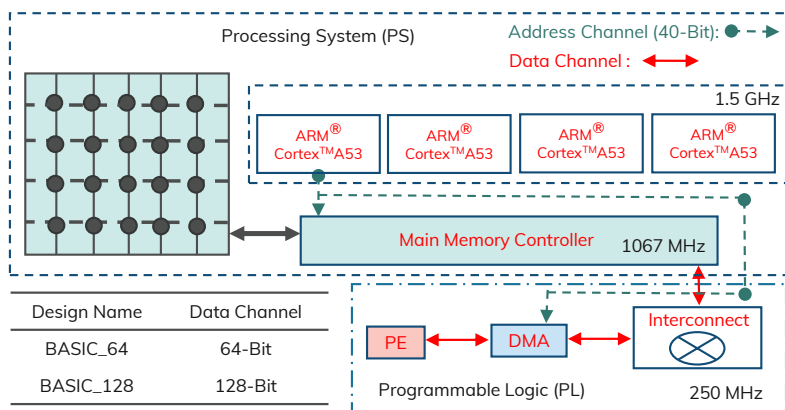 Processing System (PS)
Address Channel (40-Bit):
Data Channel :
1.5 GHz
ARM®
Cortex™A53
ARM®
Cortex™A53
ARM®
Cortex™A53
ARM®
Cortex™A53
Main Memory Controller
1067 MHz
Design Name Data Channel
BASIC_64 64-Bit
BASIC_128 128-Bit
PE
DMA
Interconnect
Programmable Logic (PL)
250 MHz